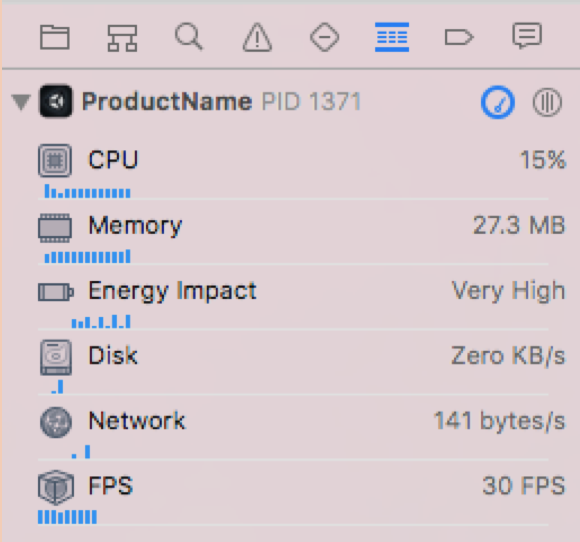 ProductName PID 1371
CPU 15%
Memory 27.3 MB
Energy Impact Very High
Disk Zero KB/s
Network 141 bytes/s
FPS 30 FPS